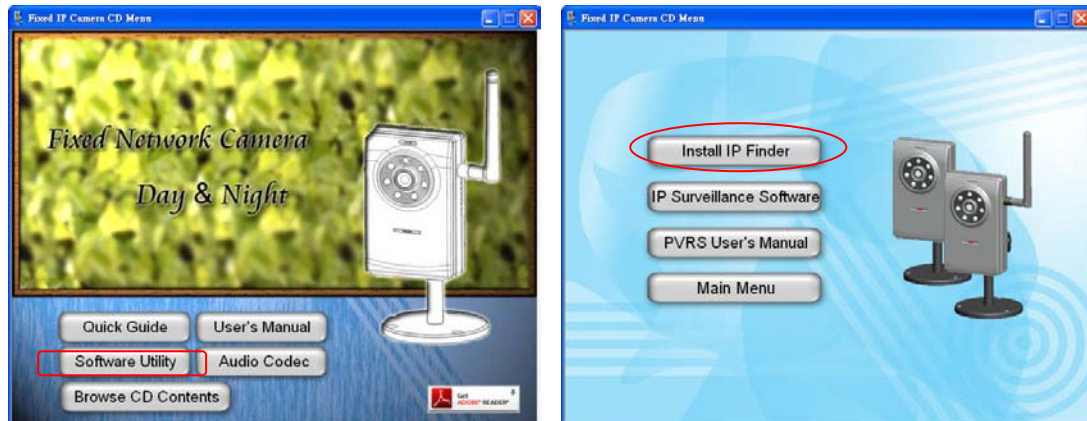 Fixed IP Camera CD Menu
Fixed Network Camera
Day & Night
Quick Guide
User's Manual
Software Utility
Audio Codec
Browse CD Contents
Get
ADOBE® READER®
Fixed IP Camera CD Menu
Install IP Finder
IP Surveillance Software
PVRS User's Manual
Main Menu